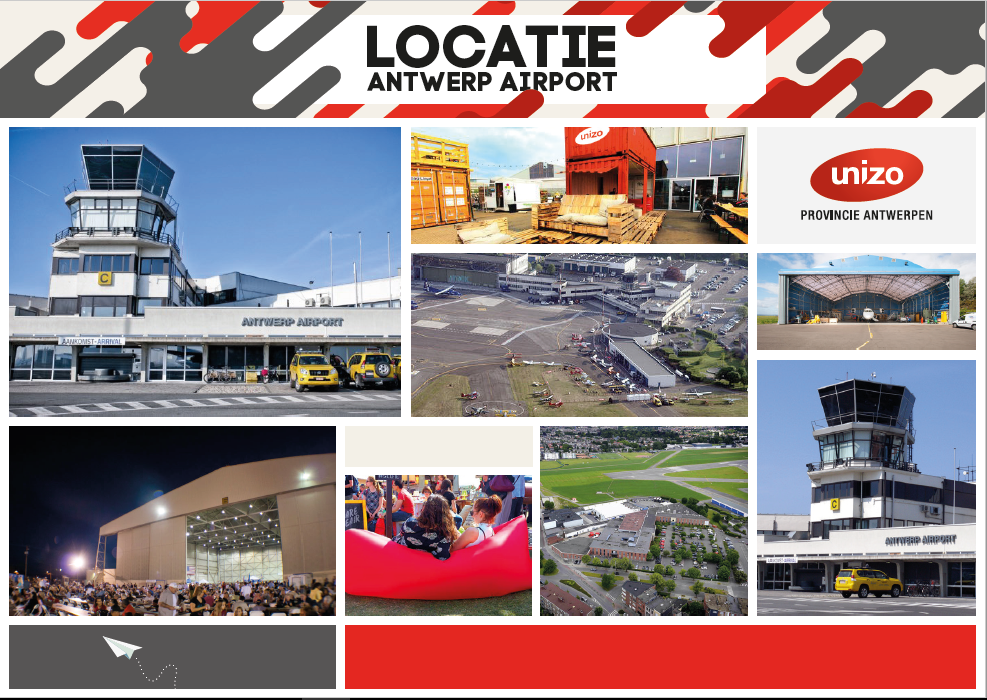 LOCATIE
ANTWERP AIRPORT
C
ANTWERP AIRPORT
AANKOMST-ARRIVAL
unizo
unizo
PROVINCIE ANTWERPEN
C
ANTWERP AIRPORT